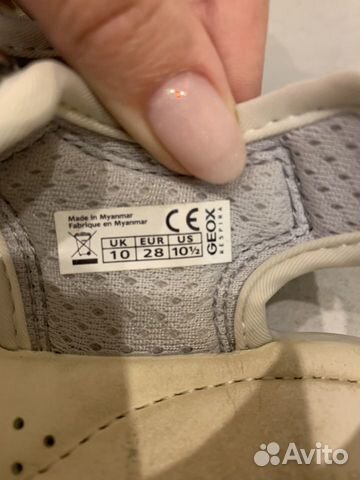 Made in Myanmar
Fabriqué en Myanmar
CE
UK EUR US
10 28 10½
GEOX
RESPIRA
Avito